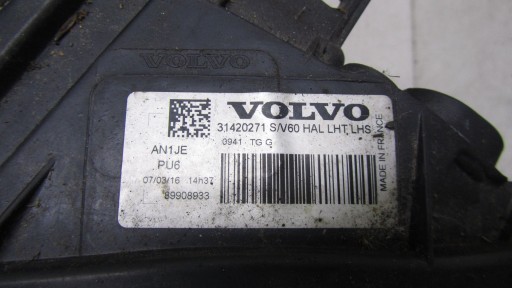 VOLVO
VOLVO
31420271 S/V60 HAL LHT LHS
AN1JE
0941 TG G
PU6
07/03/16 14h37
89908933
MADE IN FRANCE